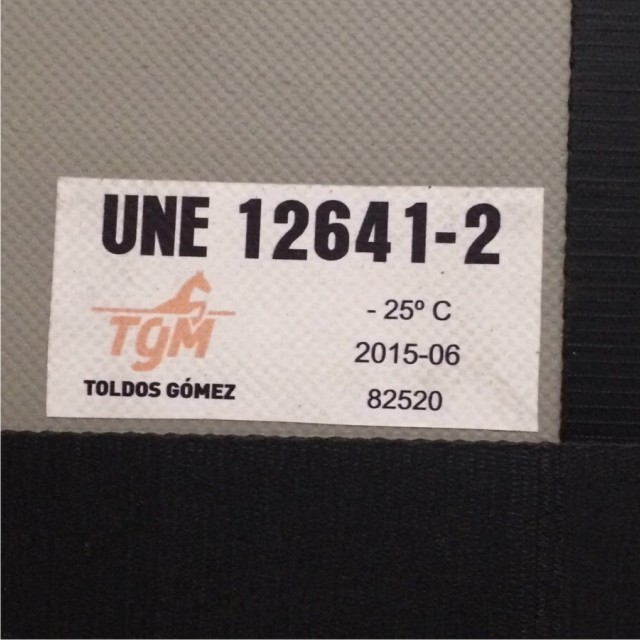 UNE 12641-2
TGM
TOLDOS GÓMEZ
- 25º C
2015-06
82520